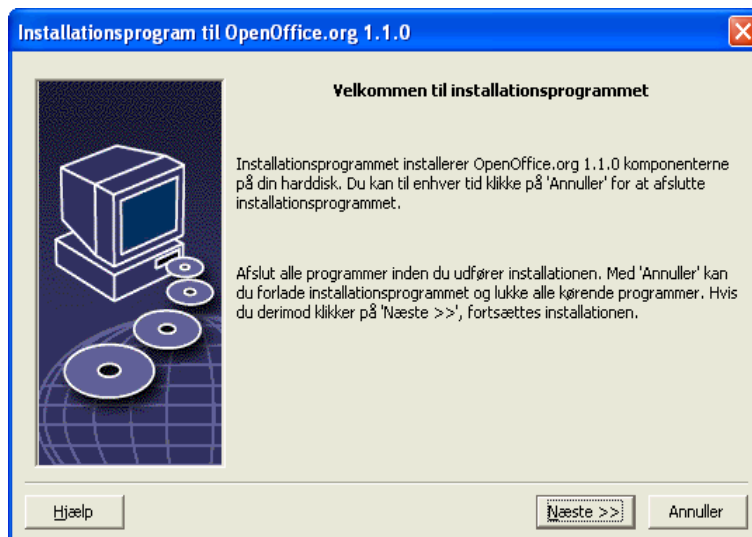 Installationsprogram til OpenOffice.org 1.1.0
Velkommen til installationsprogrammet
Installationsprogrammet installerer OpenOffice.org 1.1.0 komponenterne
på din harddisk. Du kan til enhver tid klikke på 'Annuller' for at afslutte
installationsprogrammet.
Afslut alle programmer inden du udfører installationen. Med 'Annuller' kan
du forlade installationsprogrammet og lukke alle kørende programmer. Hvis
du derimod klikker på 'Næste >>', fortsættes installationen.
Hjælp
Næste >>
Annuller